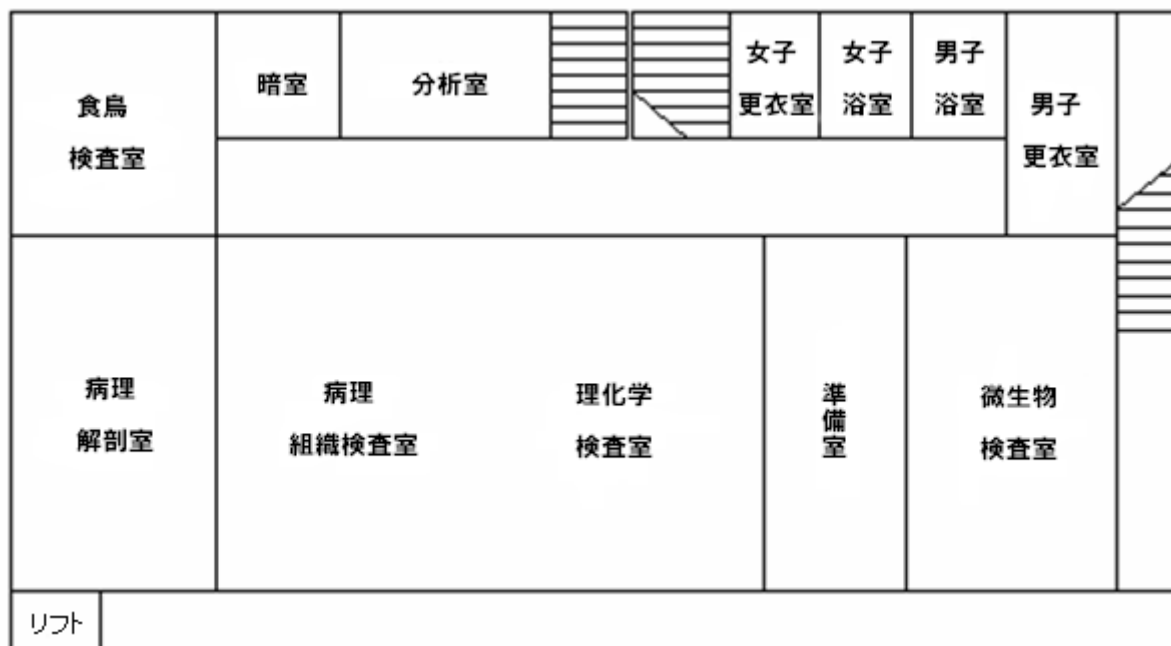 食鳥
検査室
暗室
分析室
女子
更衣室
女子
浴室
男子
浴室
男子
更衣室
病理
解剖室
病理
組織検査室
理化学
検査室
準備室
微生物
検査室
リフト